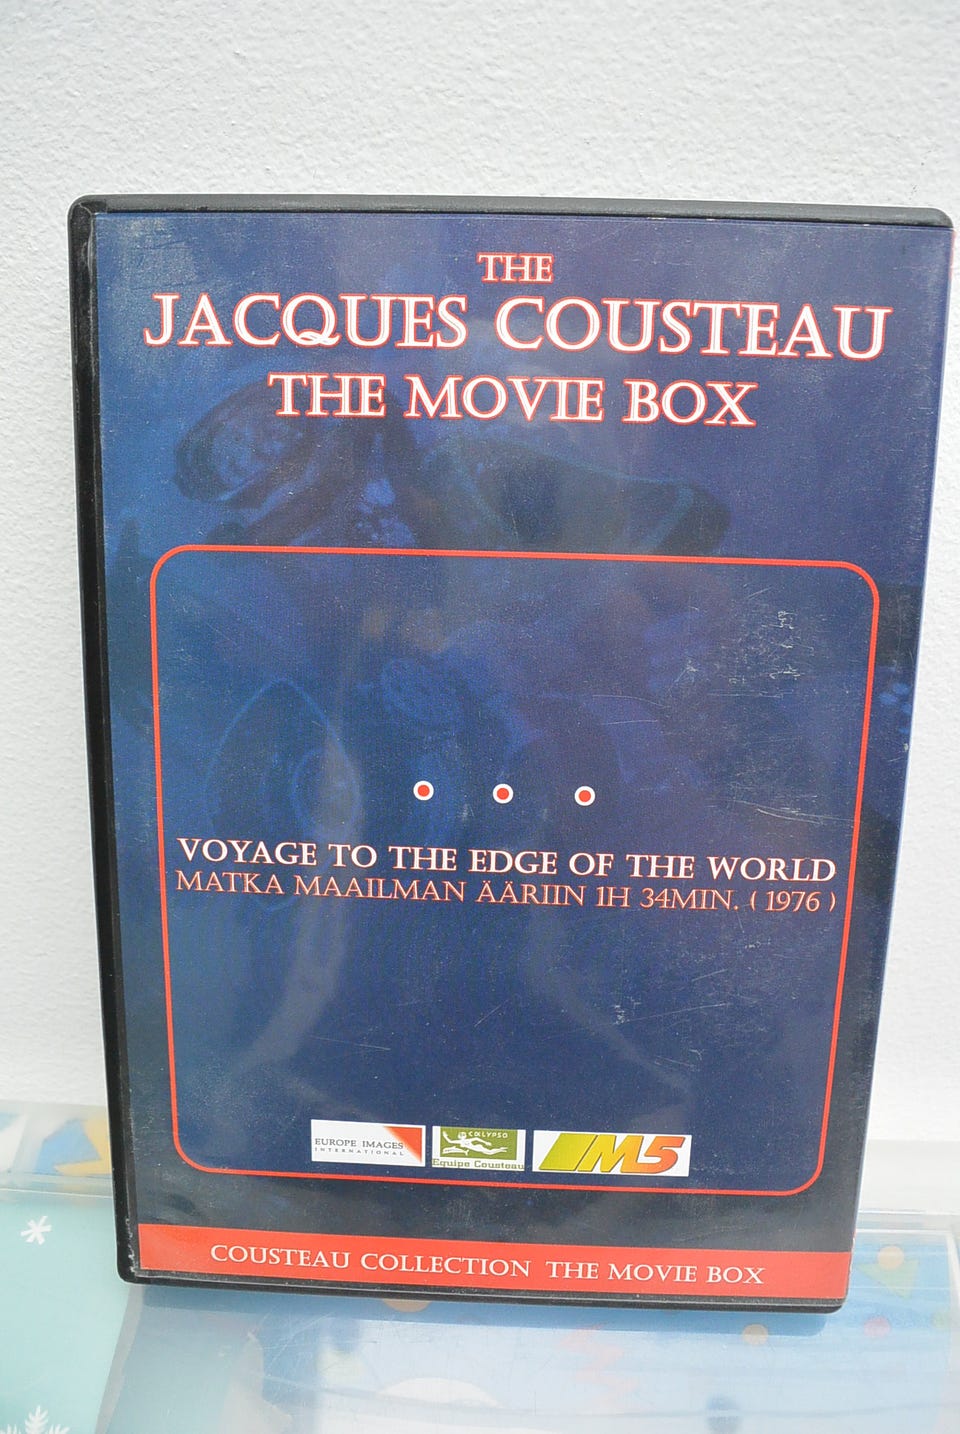 THE
JACQUES COUSTEAU
THE MOVIE BOX
VOYAGE TO THE EDGE OF THE WORLD
MATKA MAAILMAN ÄÄRIIN 1H 34MIN. ( 1976 )
EUROPE IMAGES
INTERNATIONAL
CALYPSO
Equipe Cousteau
M5
COUSTEAU COLLECTION THE MOVIE BOX